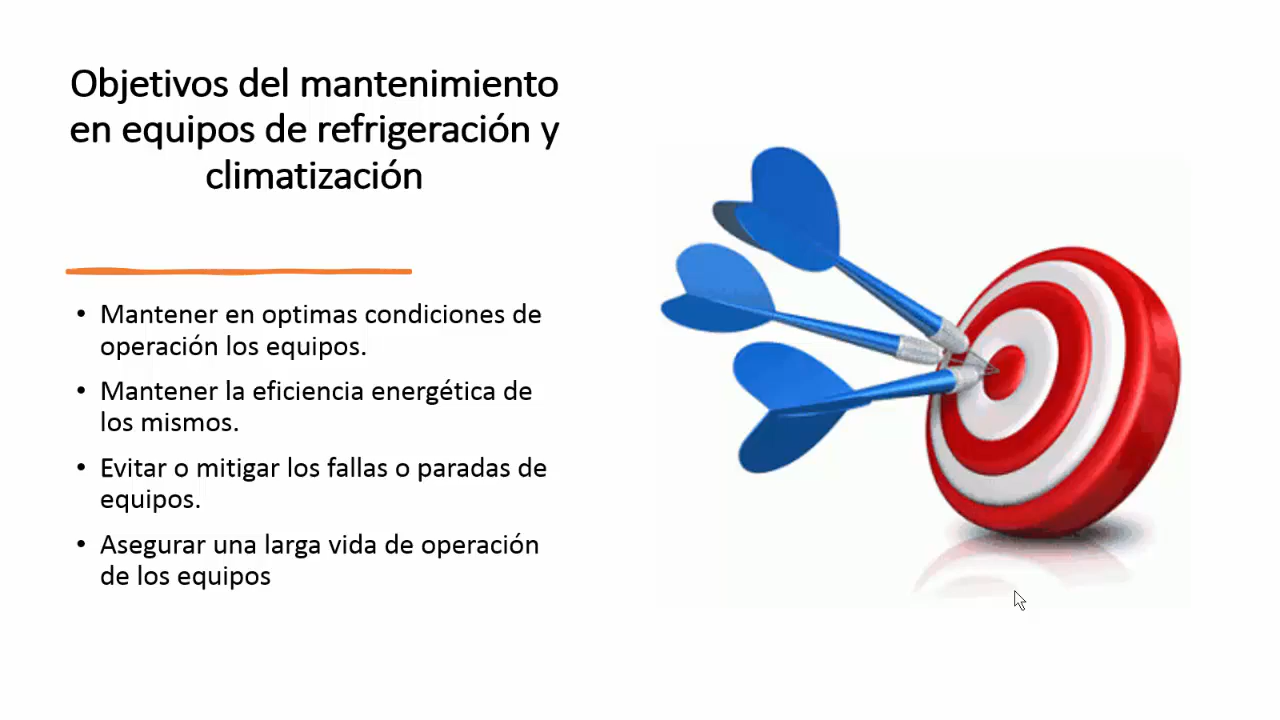 Objetivos del mantenimiento
en equipos de refrigeración y
climatización
• Mantener en optimas condiciones de
operación los equipos.
• Mantener la eficiencia energética de
los mismos.
• Evitar o mitigar los fallas o paradas de
equipos.
• Asegurar una larga vida de operación
de los equipos